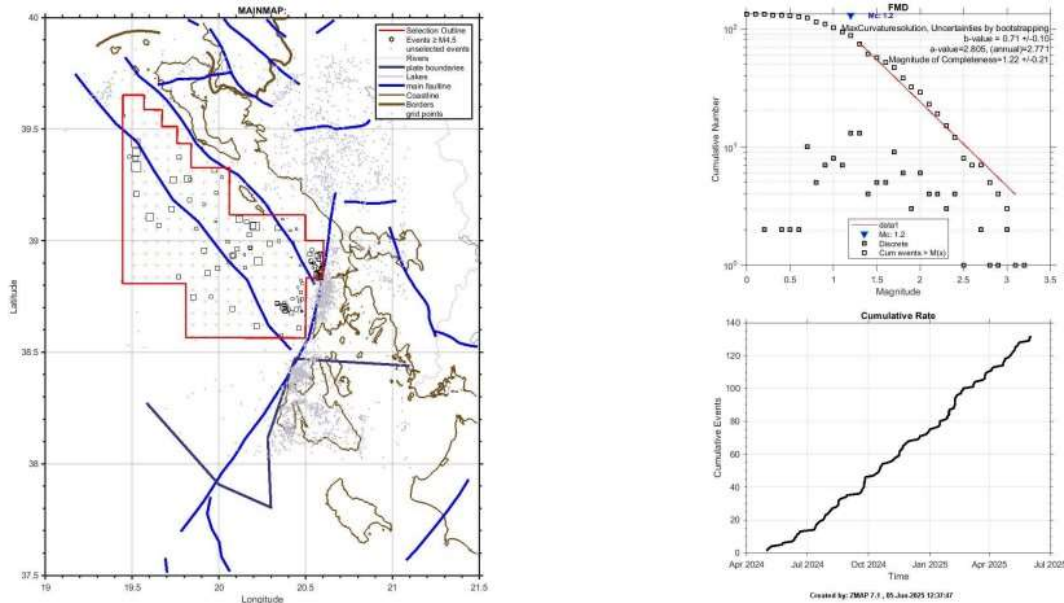 MAINMAP:
40
39.5
39
38.5
38
37.5
19
19.5
20
20.5
21
21.5
Latitude
Longitude
Selection Outline
Events ≥ M4.5
unselected events
Rivers
plate boundaries
Lakes
main faultline
Coastline
Borders
grid points
FMD
Mc: 1.2
MaxCurvaturesolution, Uncertainties by bootstrapping
b-value = 0.71 +/-0.10
a-value=2.805, (annual)=2.771
Magnitude of Completeness=1.22 +/-0.21
10²
10¹
10⁰
Cumulative Number
data1
Mc: 1.2
Discrete
Cum events > M(x)
0
0.5
1
1.5
2
2.5
3
3.5
Magnitude
Cumulative Rate
140
120
100
80
60
40
20
0
Cumulative Events
Apr 2024
Jul 2024
Oct 2024
Jan 2025
Apr 2025
Jul 2025
Time
Created by: ZMAP 7.1 , 05-Jun-2025 12:37:47